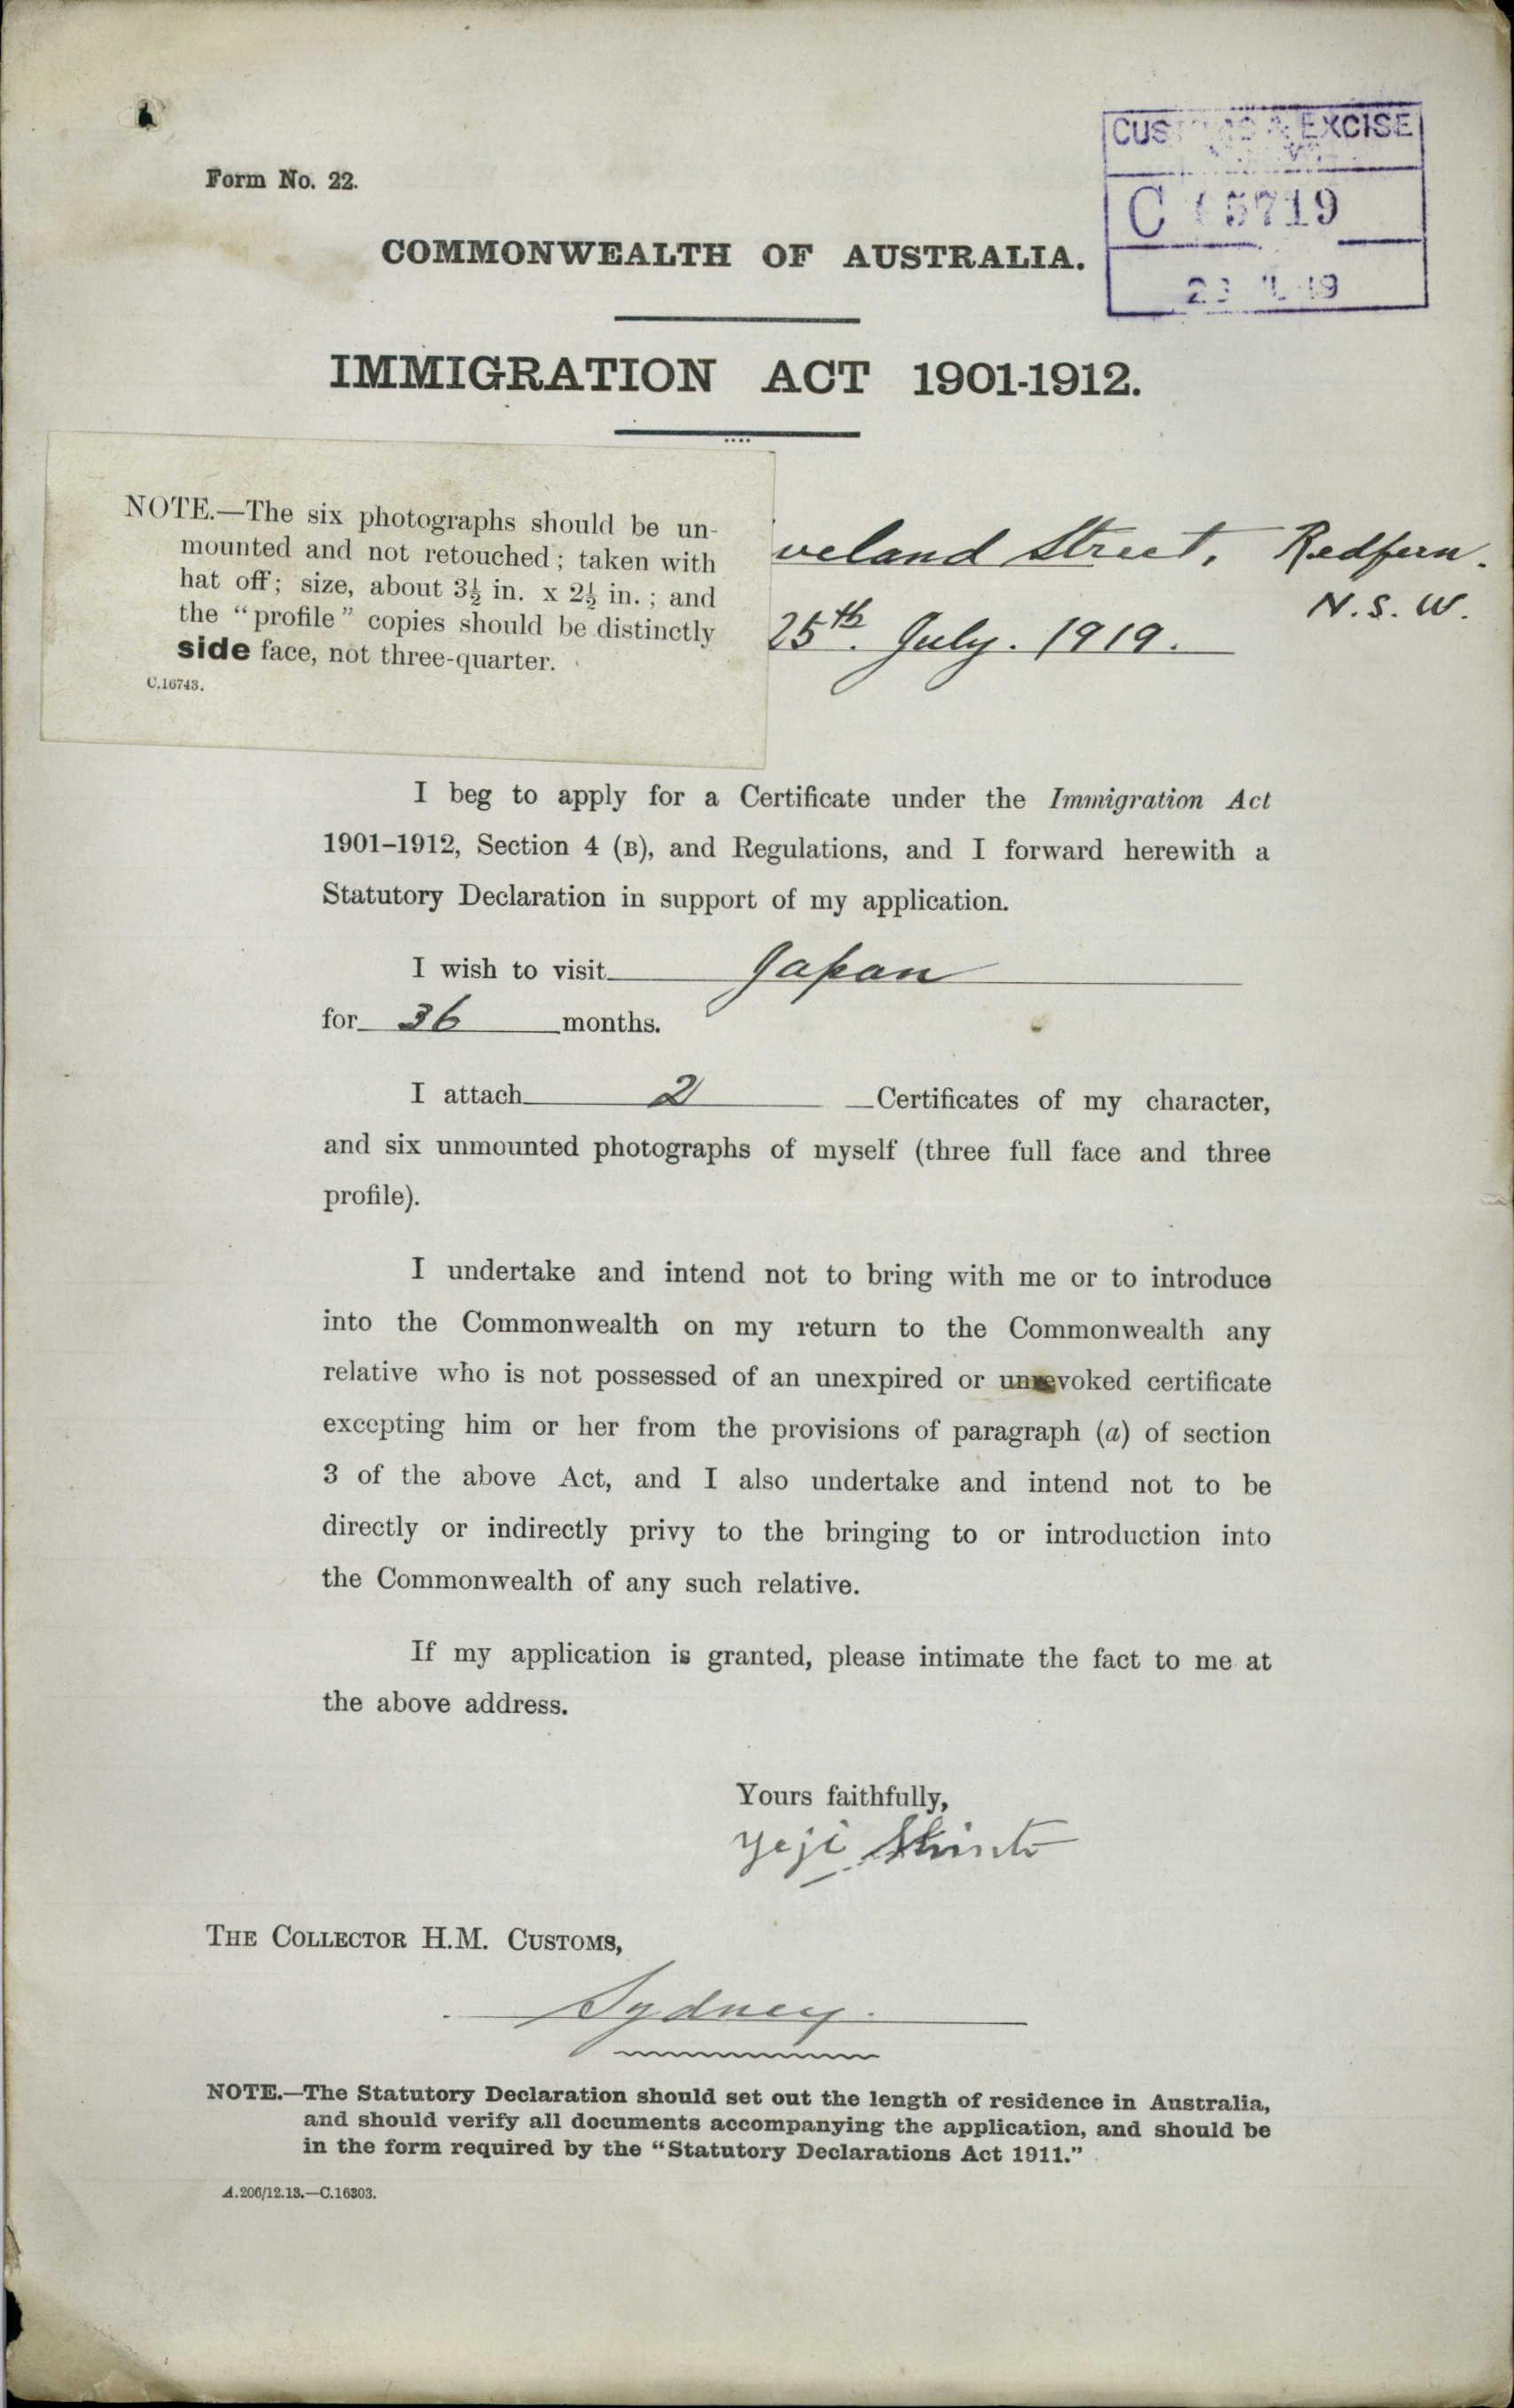 Form No. 22.
EXCISE
5719
COMMONWEALTH OF AUSTRALIA.
IMMIGRATION ACT 1901-1912.
NOTE.—The six photographs should be un-
mounted and not retouched; taken with
hat off; size, about 3½ in. x 2½ in.; and
the “profile” copies should be distinctly
side face, not three-quarter.
C.16743.
veland Street, Redfern.
N.S.W.
25th. July. 1919.
I beg to apply for a Certificate under the Immigration Act
1901–1912, Section 4 (B), and Regulations, and I forward herewith a
Statutory Declaration in support of my application.
I wish to visit Japan
for 36 months.
I attach 2 Certificates of my character,
and six unmounted photographs of myself (three full face and three
profile).
I undertake and intend not to bring with me or to introduce
into the Commonwealth on my return to the Commonwealth any
relative who is not possessed of an unexpired or unrevoked certificate
excepting him or her from the provisions of paragraph (a) of section
3 of the above Act, and I also undertake and intend not to be
directly or indirectly privy to the bringing to or introduction into
the Commonwealth of any such relative.
If my application is granted, please intimate the fact to me at
the above address.
Yours faithfully,
Yeji Shinto
THE COLLECTOR H.M. CUSTOMS,
Sydney.
NOTE.—The Statutory Declaration should set out the length of residence in Australia,
and should verify all documents accompanying the application, and should be
in the form required by the “Statutory Declarations Act 1911.”
A.206/12.13.—C.16303.